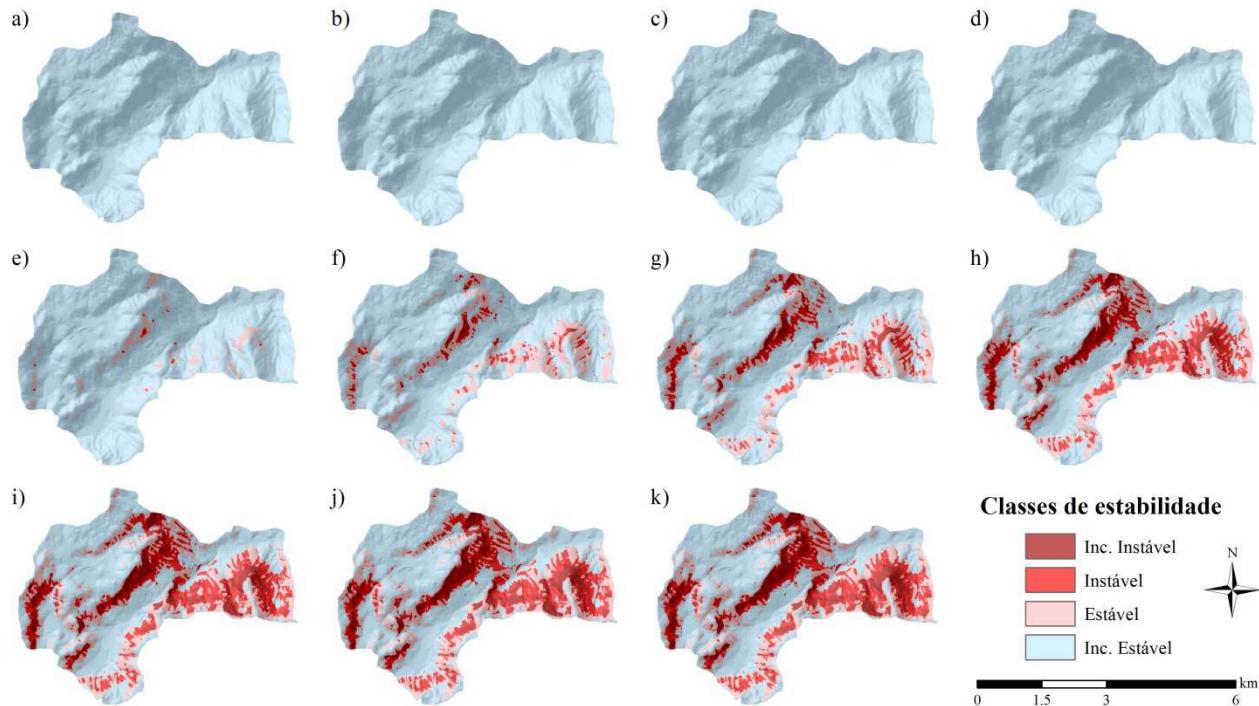 a)
b)
c)
d)
e)
f)
g)
h)
i)
j)
k)
Classes de estabilidade
Inc. Instável
Instável
Estável
Inc. Estável
N
km
0 1.5 3 6